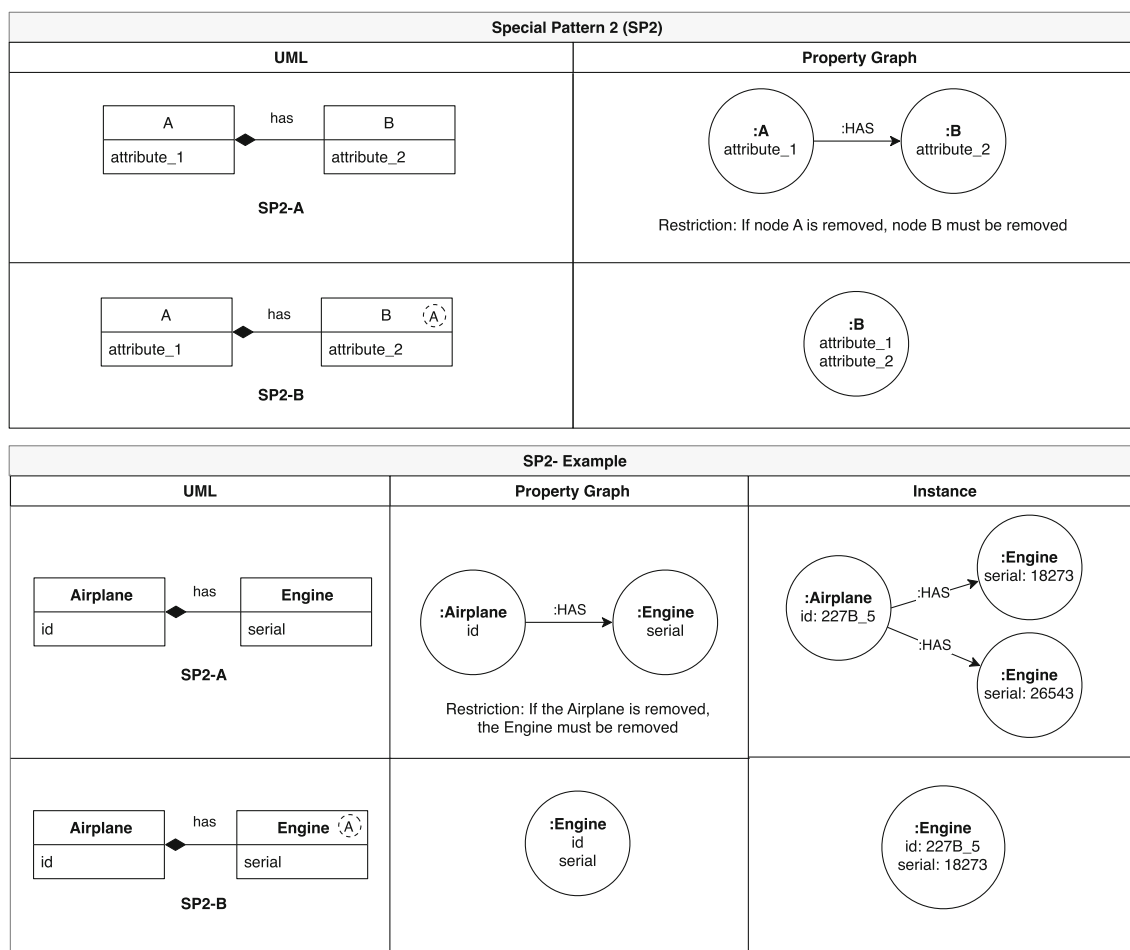 Special Pattern 2 (SP2)
UML
Property Graph
A
has
B
attribute_1
attribute_2
SP2-A
:A
attribute_1
:HAS
:B
attribute_2
Restriction: If node A is removed, node B must be removed
A
has
B
A
attribute_1
attribute_2
SP2-B
:B
attribute_1
attribute_2
SP2- Example
UML
Property Graph
Instance
Airplane
has
Engine
id
serial
SP2-A
:Airplane
id
:HAS
:Engine
serial
Restriction: If the Airplane is removed,
the Engine must be removed
:Airplane
id: 227B_5
:HAS
:Engine
serial: 18273
:HAS
:Engine
serial: 26543
Airplane
has
Engine
A
id
serial
SP2-B
:Engine
id
serial
:Engine
id: 227B_5
serial: 18273